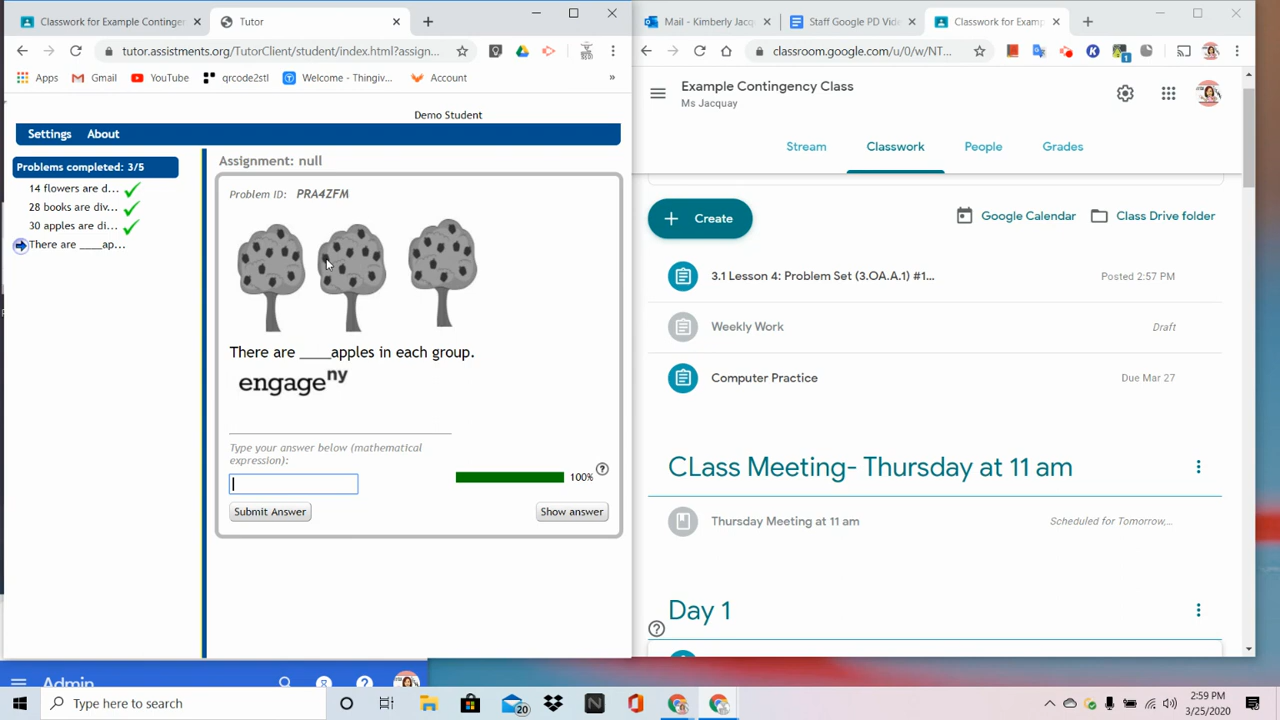 Classwork for Example Continger
Tutor
tutor.assistments.org/TutorClient/student/index.html?assign...
Apps
Gmail
YouTube
qrcode2stl
Welcome - Thingiv...
Account
»
Demo Student
Settings
About
Problems completed: 3/5
14 flowers are d...
28 books are div...
30 apples are di...
There are ____ap...
Assignment: null
Problem ID: PRA4ZFM
There are ____apples in each group.
engageny
Type your answer below (mathematical
expression):
100%
?
Submit Answer
Show answer
Admin
Mail - Kimberly Jacq
Staff Google PD Vide
Classwork for Examp
classroom.google.com/u/0/w/NT...
1
Example Contingency Class
Ms Jacquay
Stream
Classwork
People
Grades
+ Create
Google Calendar
Class Drive folder
3.1 Lesson 4: Problem Set (3.OA.A.1) #1...
Posted 2:57 PM
Weekly Work
Draft
Computer Practice
Due Mar 27
CLass Meeting- Thursday at 11 am
Thursday Meeting at 11 am
Scheduled for Tomorrow,...
Day 1
?
Type here to search
20
2:59 PM
3/25/2020